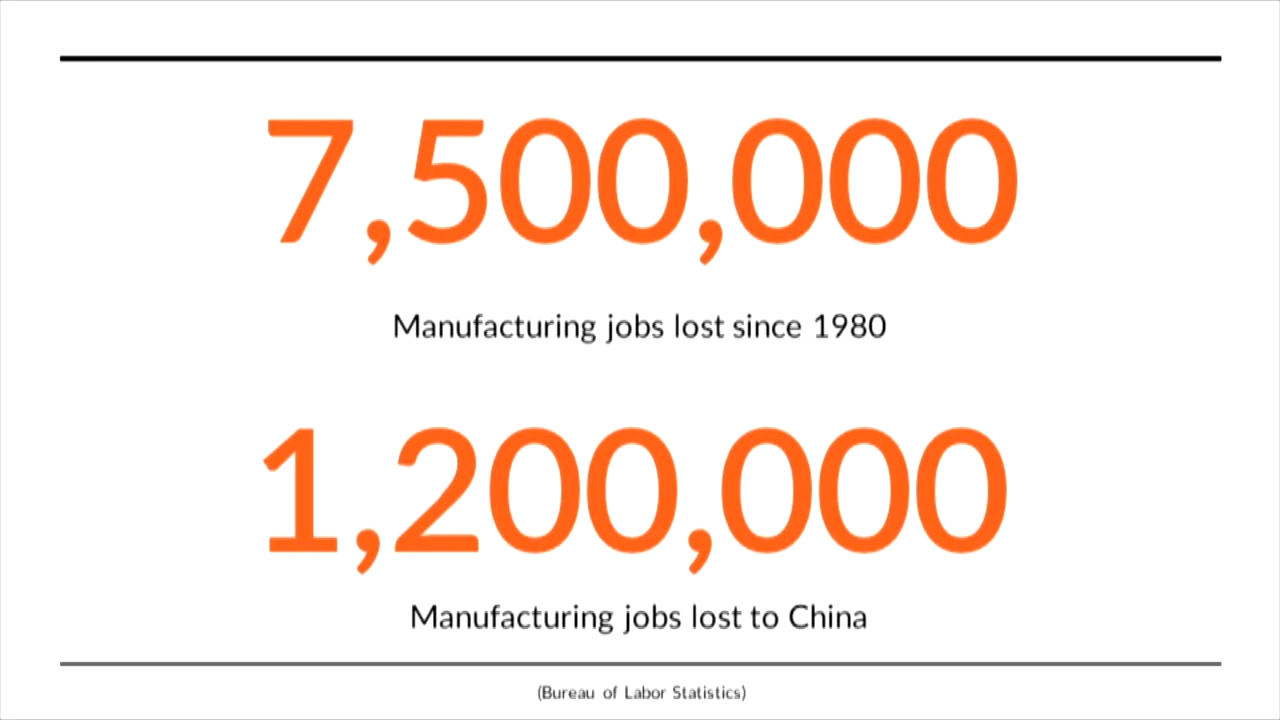 7,500,000
Manufacturing jobs lost since 1980
1,200,000
Manufacturing jobs lost to China
(Bureau of Labor Statistics)